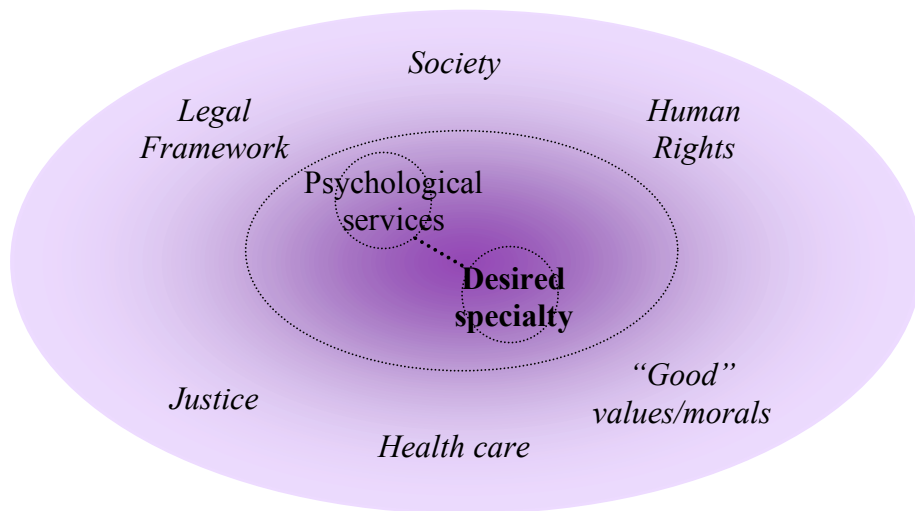 Society
Legal
Framework
Human
Rights
Psychological
services
Desired
specialty
Justice
“Good”
values/morals
Health care